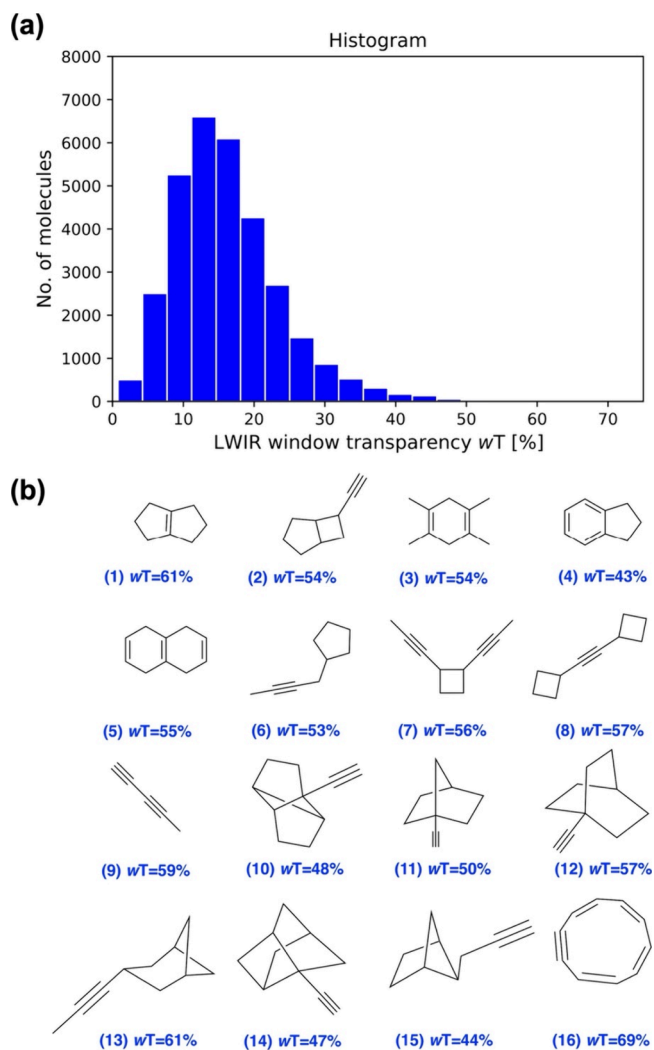 (a)
Histogram
8000
7000
6000
5000
4000
3000
2000
1000
0
No. of molecules
0 10 20 30 40 50 60 70
LWIR window transparency wT [%]
(b)
(1) wT=61% (2) wT=54% (3) wT=54% (4) wT=43%
(5) wT=55% (6) wT=53% (7) wT=56% (8) wT=57%
(9) wT=59% (10) wT=48% (11) wT=50% (12) wT=57%
(13) wT=61% (14) wT=47% (15) wT=44% (16) wT=69%